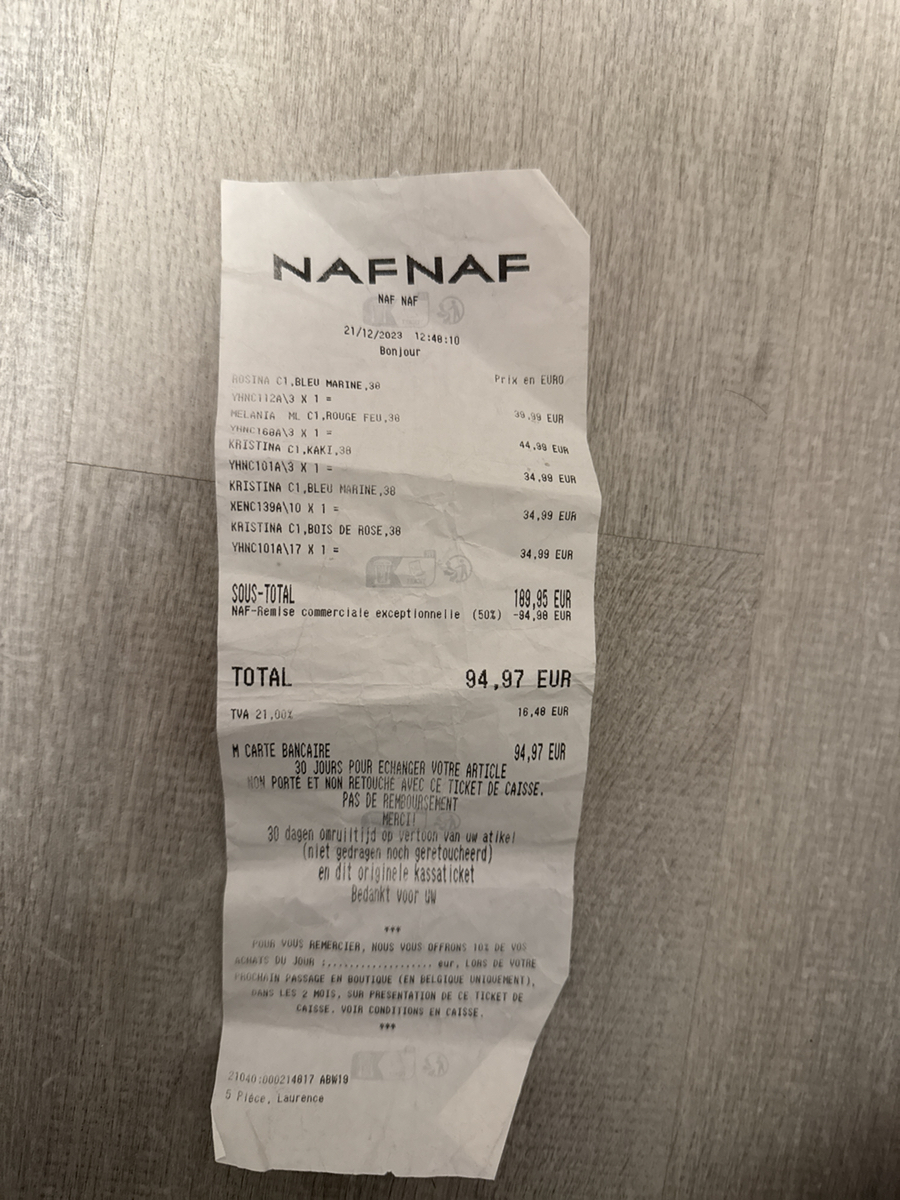 NAFNAF
NAF NAF
21/12/2023 12:48:10
Bonjour
Prix en EURO
ROSINA C1,BLEU MARINE,38
YHNC112A\3 X 1 = 39,99 EUR
MELANIA ML C1,ROUGE FEU,38
YHNC168A\3 X 1 = 44,99 EUR
KRISTINA C1,KAKI,38
YHNC101A\3 X 1 = 34,99 EUR
KRISTINA C1,BLEU MARINE,38
XENC139A\10 X 1 = 34,99 EUR
KRISTINA C1,BOIS DE ROSE,38
YHNC101A\17 X 1 = 34,99 EUR
SOUS-TOTAL 189,95 EUR
NAF-Remise commerciale exceptionnelle (50%) -94,98 EUR
TOTAL 94,97 EUR
TVA 21,00% 16,48 EUR
M CARTE BANCAIRE 94,97 EUR
30 JOURS POUR ECHANGER VOTRE ARTICLE
NON PORTE ET NON RETOUCHE AVEC CE TICKET DE CAISSE.
PAS DE REMBOURSEMENT
MERCI!
30 dagen omruiltijd op vertoon van uw atikel
(niet gedragen noch geretoucheerd)
en dit originele kassaticket
Bedankt voor uw
***
POUR VOUS REMERCIER, NOUS VOUS OFFRONS 10% DE VOS
ACHATS DU JOUR :.................. eur, LORS DE VOTRE
PROCHAIN PASSAGE EN BOUTIQUE (EN BELGIQUE UNIQUEMENT),
DANS LES 2 MOIS, SUR PRESENTATION DE CE TICKET DE
CAISSE. VOIR CONDITIONS EN CAISSE.
***
21040:000214817 ABW19
5 Pièce, Laurence